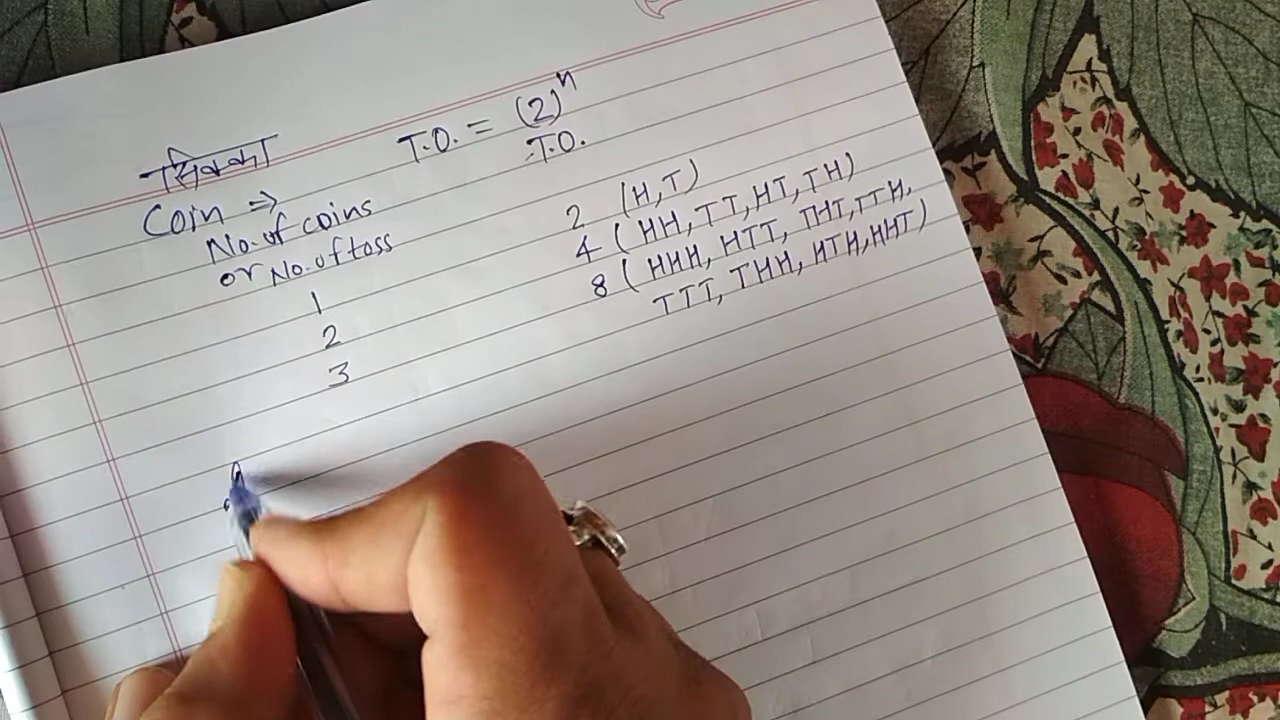 सिक्का
T.O. = (2)ⁿ
Coin ⇒
No. of coins
or No. of toss
T.O.
1
2 (H, T)
2
4 ( HH, TT, HT, TH)
3
8 ( HHH, HTT, THT, TTH,
TTT, THH, HTH, HHT)